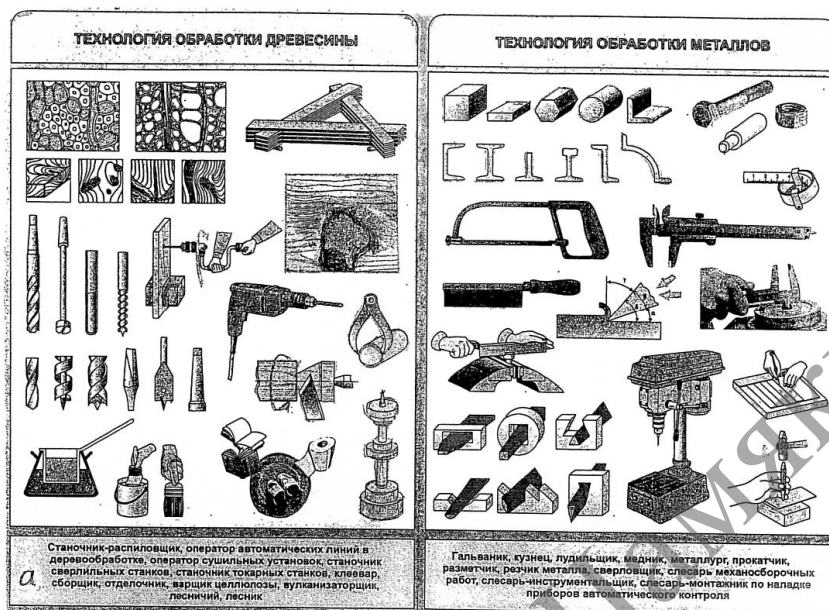 ТЕХНОЛОГИЯ ОБРАБОТКИ ДРЕВЕСИНЫ
ТЕХНОЛОГИЯ ОБРАБОТКИ МЕТАЛЛОВ
Станочник-распиловщик, оператор автоматических линий в
деревообработке, оператор сушильных установок, станочник
сверлильных станков, станочник токарных станков, клеевар,
сборщик, отделочник, варщик целлюлозы, вулканизаторщик,
лесничий, лесник
а
Гальваник, кузнец, лудильщик, медник, металлург, прокатчик,
разметчик, резчик металла, сверловщик, слесарь механосборочных
работ, слесарь-инструментальщик, слесарь-монтажник по наладке
приборов автоматического контроля